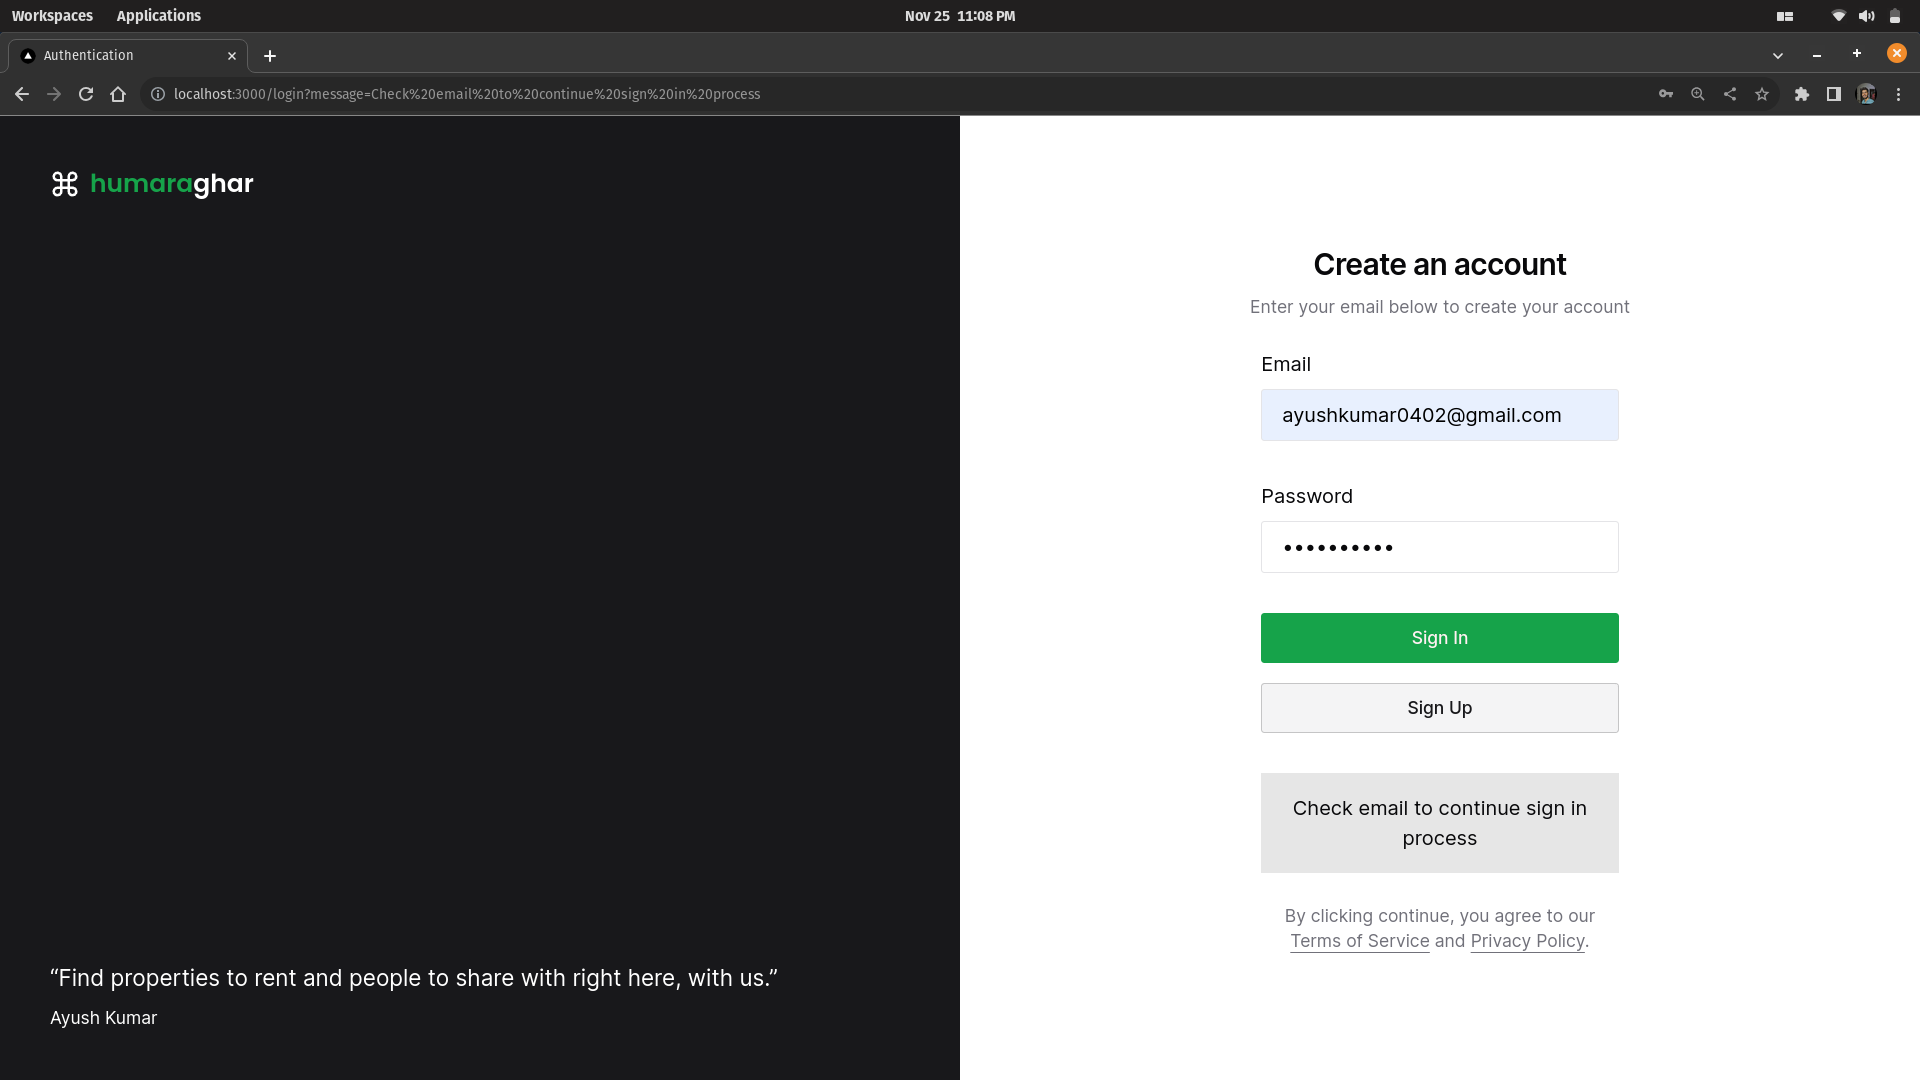 Workspaces Applications Nov 25 11:08 PM
Authentication
localhost:3000/login?message=Check%20email%20to%20continue%20sign%20in%20process
humaraghar
Create an account
Enter your email below to create your account
Email
ayushkumar0402@gmail.com
Password
••••••••••
Sign In
Sign Up
Check email to continue sign in
process
By clicking continue, you agree to our
Terms of Service and Privacy Policy.
“Find properties to rent and people to share with right here, with us.”
Ayush Kumar